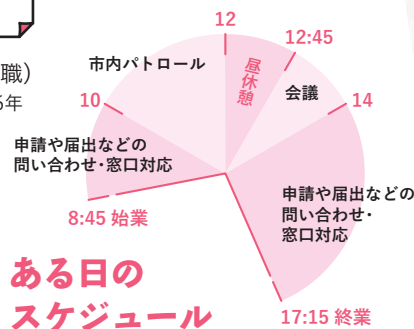 職）
年
12
12:45
市内パトロール
昼休憩
会議
10
14
申請や届出などの
問い合わせ・窓口対応
申請や届出などの
問い合わせ・
窓口対応
8:45 始業
17:15 終業
ある日の
スケジュール